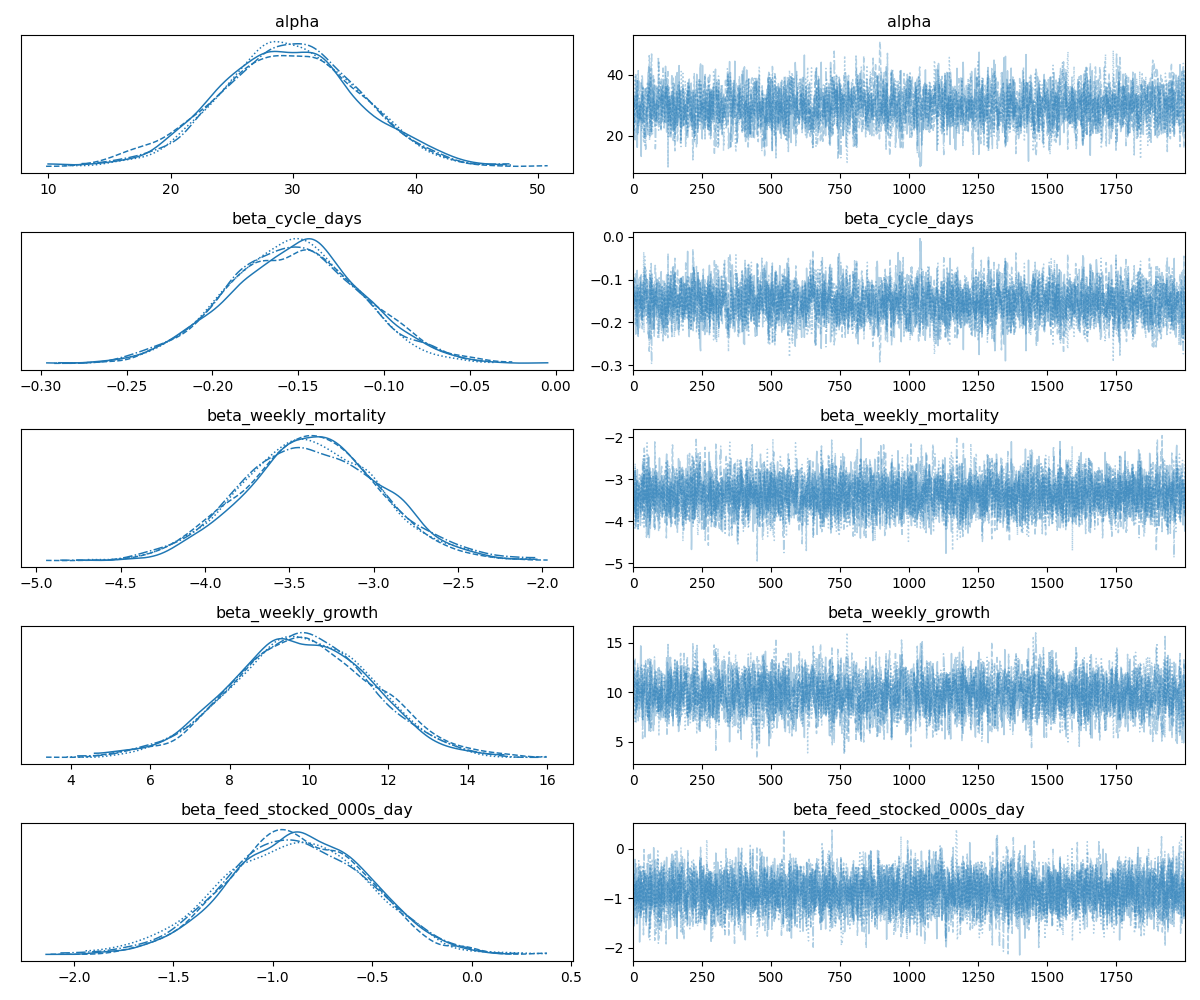 alpha
alpha
10 20 30 40 50
40
20
0 250 500 750 1000 1250 1500 1750
beta_cycle_days
beta_cycle_days
−0.30 −0.25 −0.20 −0.15 −0.10 −0.05 0.00
0.0
−0.1
−0.2
−0.3
0 250 500 750 1000 1250 1500 1750
beta_weekly_mortality
beta_weekly_mortality
−5.0 −4.5 −4.0 −3.5 −3.0 −2.5 −2.0
−2
−3
−4
−5
0 250 500 750 1000 1250 1500 1750
beta_weekly_growth
beta_weekly_growth
4 6 8 10 12 14 16
15
10
5
0 250 500 750 1000 1250 1500 1750
beta_feed_stocked_000s_day
beta_feed_stocked_000s_day
−2.0 −1.5 −1.0 −0.5 0.0 0.5
0
−1
−2
0 250 500 750 1000 1250 1500 1750